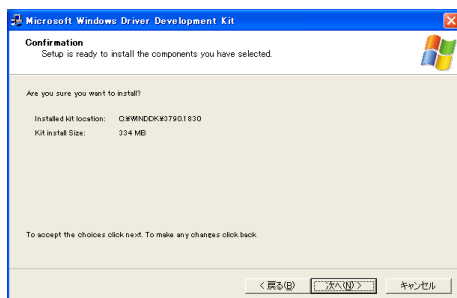 Microsoft Windows Driver Development Kit
Confirmation
Setup is ready to install the components you have selected.
Are you sure you want to install?
Installed kit location: C:¥WINDDK¥3790.1830
Kit install Size: 334 MB
To accept the choices click next. To make any changes click back.
< 戻る(B) 次へ(N) > キャンセル